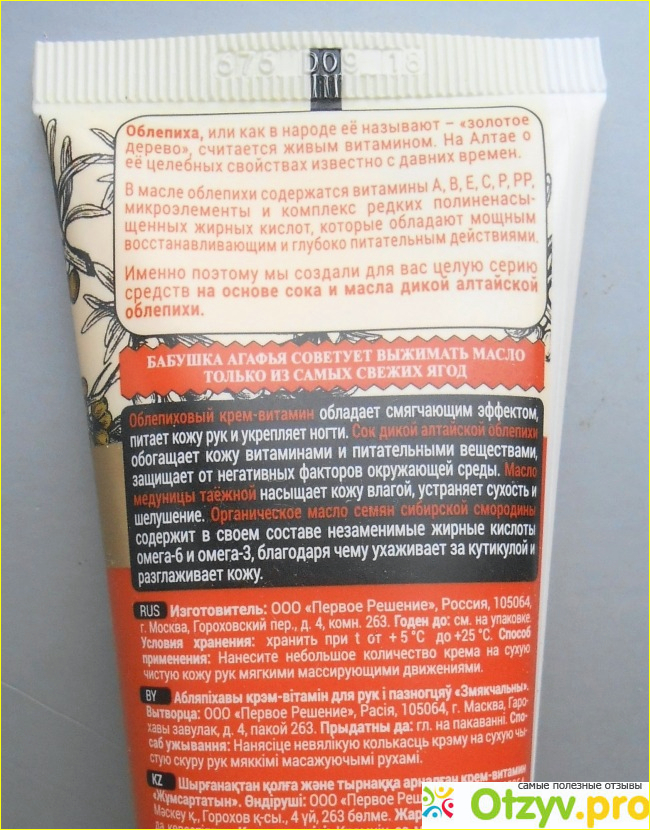 676 009 18
Облепиха, или как в народе её называют – «золотое
дерево», считается живым витамином. На Алтае о
её целебных свойствах известно с давних времен.
В масле облепихи содержатся витамины А, В, Е, С, Р, РР,
микроэлементы и комплекс редких полиненасы-
щенных жирных кислот, которые обладают мощным
восстанавливающим и глубоко питательным действиями.
Именно поэтому мы создали для вас целую серию
средств на основе сока и масла дикой алтайской
облепихи.
БАБУШКА АГАФЬЯ СОВЕТУЕТ ВЫЖИМАТЬ МАСЛО
ТОЛЬКО ИЗ САМЫХ СВЕЖИХ ЯГОД
Облепиховый крем-витамин обладает смягчающим эффектом,
питает кожу рук и укрепляет ногти. Сок дикой алтайской облепихи
обогащает кожу витаминами и питательными веществами,
защищает от негативных факторов окружающей среды. Масло
медуницы таёжной насыщает кожу влагой, устраняет сухость и
шелушение. Органическое масло семян сибирской смородины
содержит в своем составе незаменимые жирные кислоты
омега-6 и омега-3, благодаря чему ухаживает за кутикулой и
разглаживает кожу.
RUS Изготовитель: ООО «Первое Решение», Россия, 105064,
г. Москва, Гороховский пер., д. 4, комн. 263. Годен до: см. на упаковке.
Условия хранения: хранить при t от +5°С до +25°С. Способ
применения: Нанесите небольшое количество крема на сухую
чистую кожу рук мягкими массирующими движениями.
BY Абляпіхавы крэм-вітамін для рук і пазногцяў «Змякчальны».
Вытворца: ООО «Первое Решение», Расія, 105064, г. Масква, Гаро-
хавы завулак, д. 4, пакой 263. Прыдатны да: гл. на пакаванні. Спо-
саб ужывання: Нанясіце невялікую колькасць крэму на сухую чы-
стую скуру рук мяккімі масажуючымі рухамі.
KZ Шырғанақтан қолға және тырнаққа арналған крем-витамин
«Жұмсартатын». Өндіруші: ООО «Первое Реш
Мәскеу қ., Горохов қ-сы., 4 үй, 263 бөлме. Жар
самые полезные отзывы
Otzyv.pro